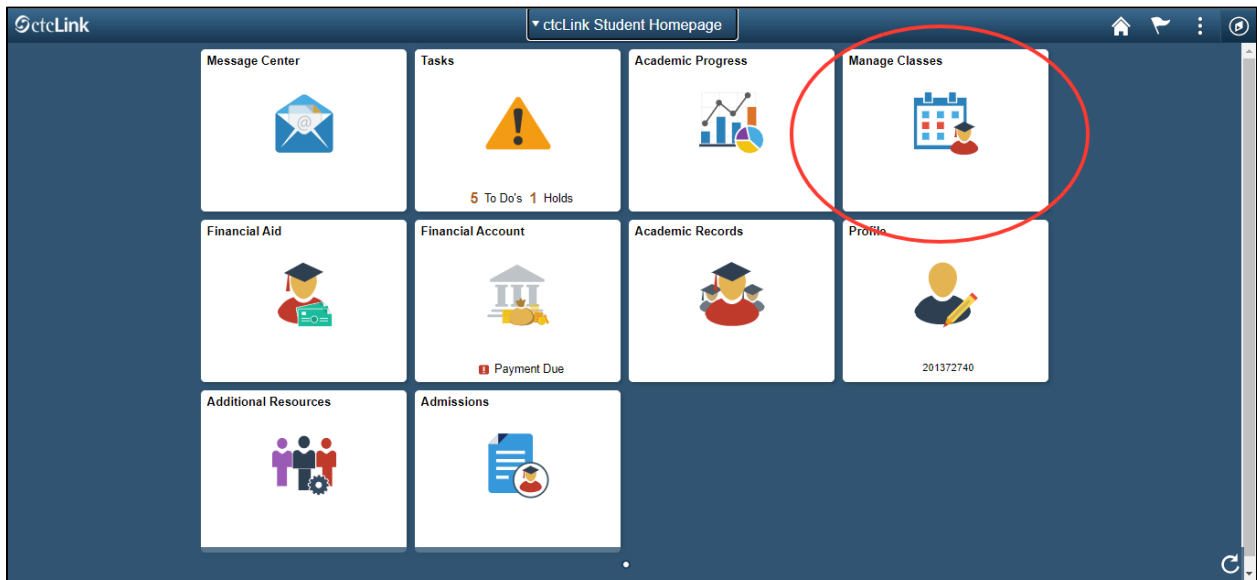 ctcLink
ctcLink Student Homepage
Message Center
Tasks
Academic Progress
Manage Classes
@
5 To Do's 1 Holds
Financial Aid
Financial Account
Academic Records
Profile
! Payment Due
201372740
Additional Resources
Admissions